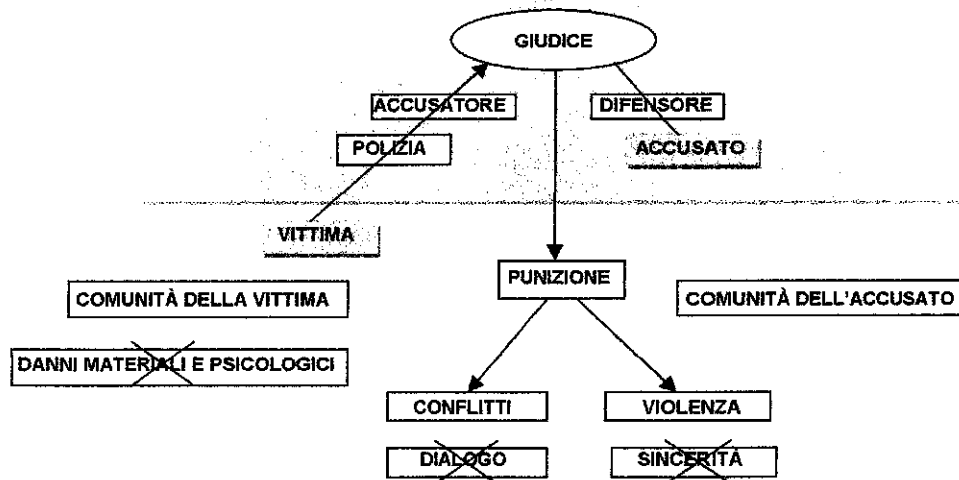 GIUDICE
ACCUSATORE
DIFENSORE
POLIZIA
ACCUSATO
VITTIMA
PUNIZIONE
COMUNITÀ DELLA VITTIMA
COMUNITÀ DELL'ACCUSATO
DANNI MATERIALI E PSICOLOGICI
CONFLITTI
VIOLENZA
DIALOGO
SINCERITÀ